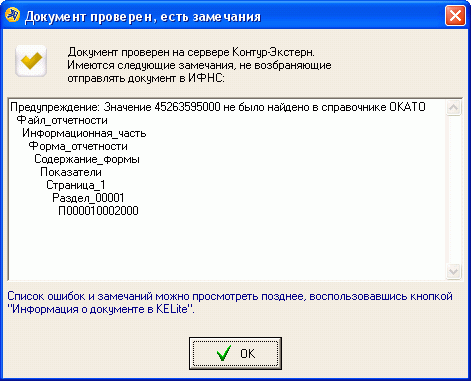 Документ проверен, есть замечания
Документ проверен на сервере Контур-Экстерн.
Имеются следующие замечания, не возбраняющие
отправлять документ в ИФНС:
Предупреждение: Значение 45263595000 не было найдено в справочнике ОКАТО
Файл_отчетности
Информационная_часть
Форма_отчетности
Содержание_формы
Показатели
Страница_1
Раздел_00001
П000010002000
Список ошибок и замечаний можно просмотреть позднее, воспользовавшись кнопкой
"Информация о документе в KELite".
OK